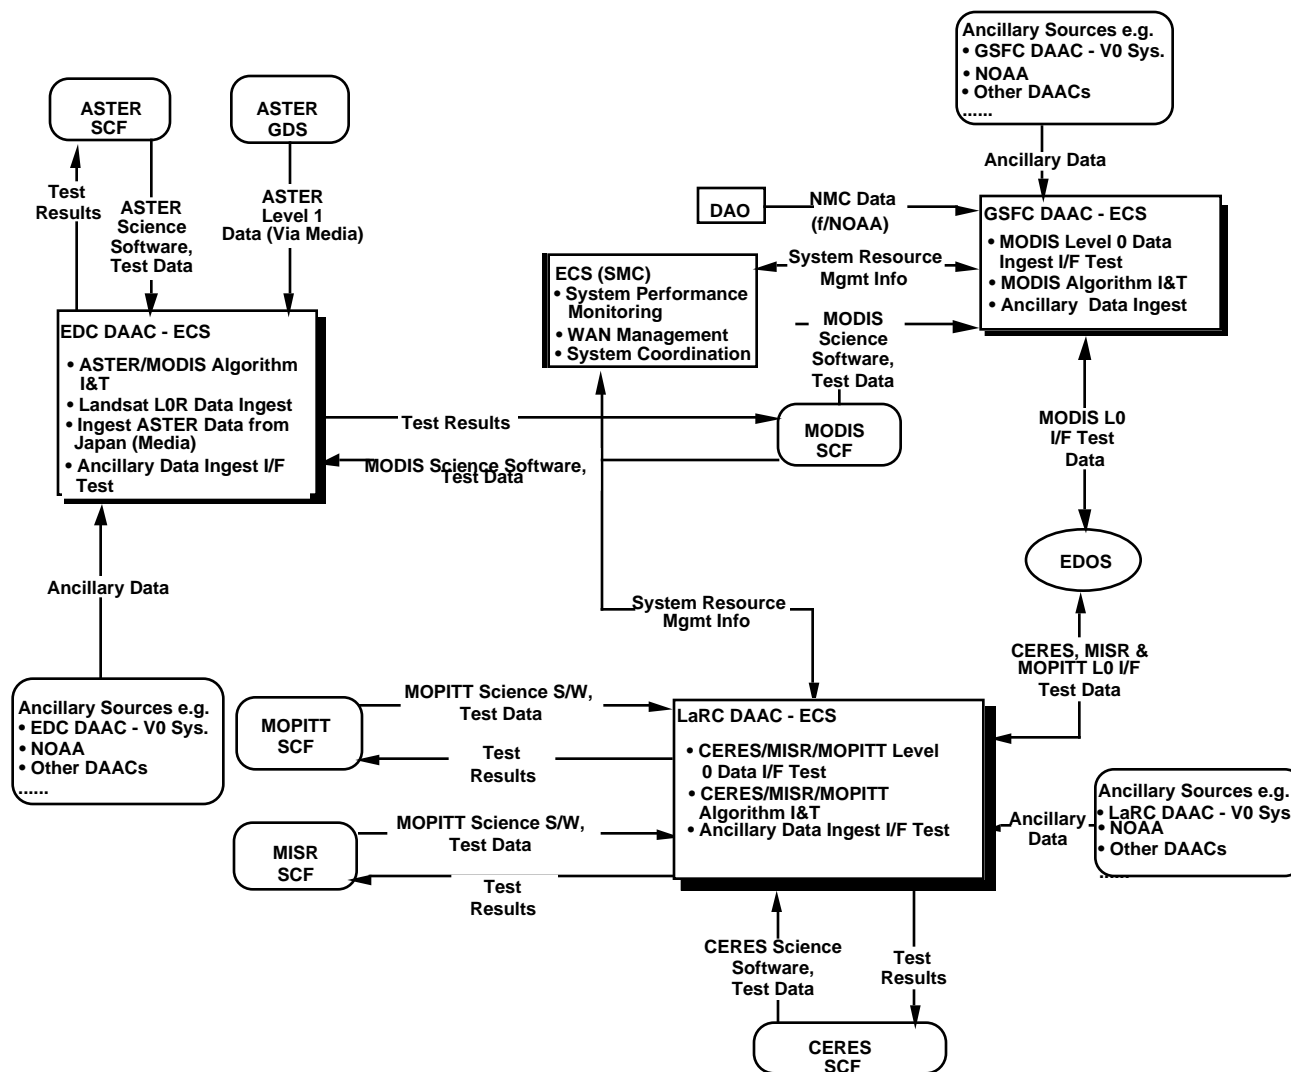 Ancillary Sources e.g.
• GSFC DAAC - V0 Sys.
• NOAA
• Other DAACs
......
Ancillary Data
ASTER
SCF
ASTER
GDS
Test
Results
ASTER
Science
Software,
Test Data
ASTER
Level 1
Data (Via Media)
DAO
NMC Data
(f/NOAA)
GSFC DAAC - ECS
• MODIS Level 0 Data
Ingest I/F Test
• MODIS Algorithm I&T
• Ancillary Data Ingest
System Resource
Mgmt Info
ECS (SMC)
• System Performance
Monitoring
• WAN Management
• System Coordination
MODIS
Science
Software,
Test Data
EDC DAAC - ECS
• ASTER/MODIS Algorithm
I&T
• Landsat L0R Data Ingest
• Ingest ASTER Data from
Japan (Media)
• Ancillary Data Ingest I/F
Test
Test Results
MODIS Science Software,
Test Data
MODIS
SCF
MODIS L0
I/F Test
Data
EDOS
Ancillary Data
System Resource
Mgmt Info
CERES, MISR &
MOPITT L0 I/F
Test Data
Ancillary Sources e.g.
• EDC DAAC - V0 Sys.
• NOAA
• Other DAACs
......
MOPITT
SCF
MOPITT Science S/W,
Test Data
Test
Results
LaRC DAAC - ECS
• CERES/MISR/MOPITT Level
0 Data I/F Test
• CERES/MISR/MOPITT
Algorithm I&T
• Ancillary Data Ingest I/F Test
Ancillary
Data
Ancillary Sources e.g.
• LaRC DAAC - V0 Sys
• NOAA
• Other DAACs
......
MISR
SCF
MOPITT Science S/W,
Test Data
Test
Results
CERES Science
Software,
Test Data
Test
Results
CERES
SCF